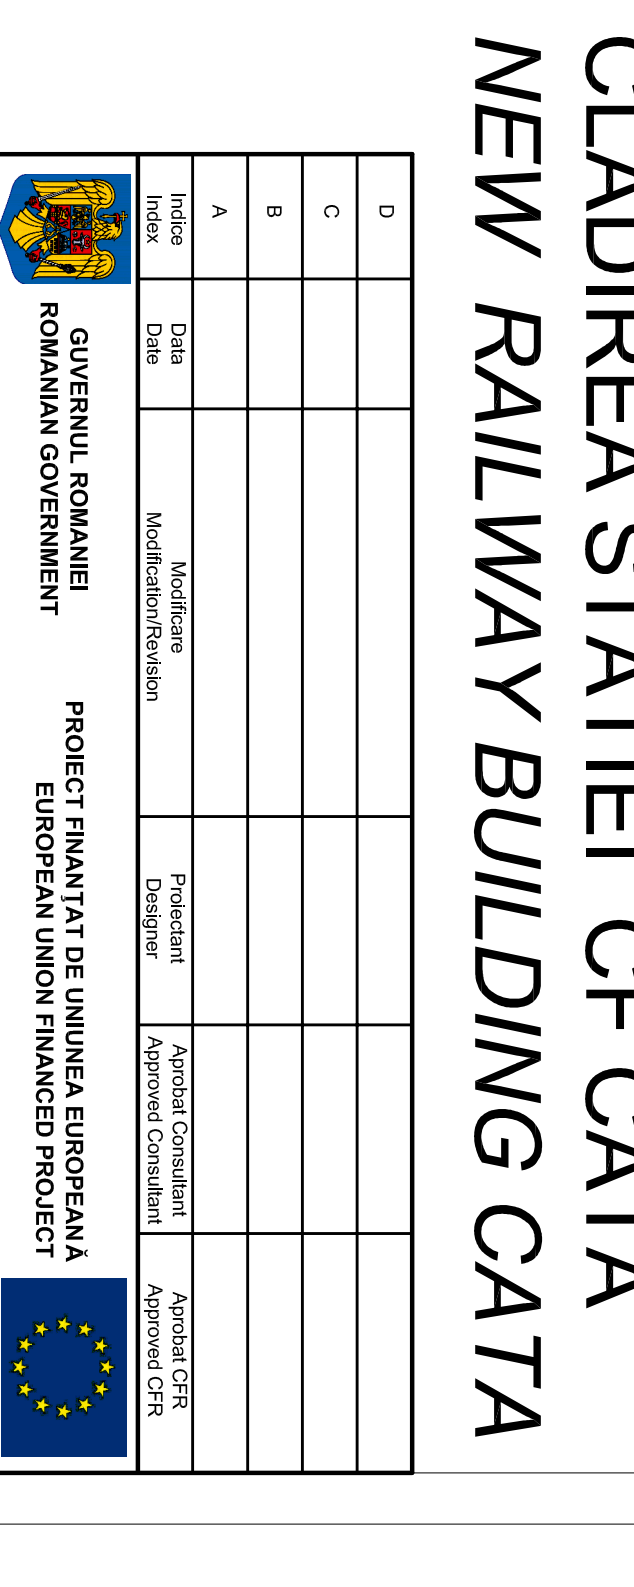 CLADIREA STATIEI CF CATA
NEW RAILWAY BUILDING CATA
D
C
B
A
Indice
Index
Data
Date
Modificare
Modification/Revision
Proiectant
Designer
Aprobat Consultant
Approved Consultant
Aprobat CFR
Approved CFR
GUVERNUL ROMANIEI
ROMANIAN GOVERNMENT
PROIECT FINANŢAT DE UNIUNEA EUROPEANĂ
EUROPEAN UNION FINANCED PROJECT